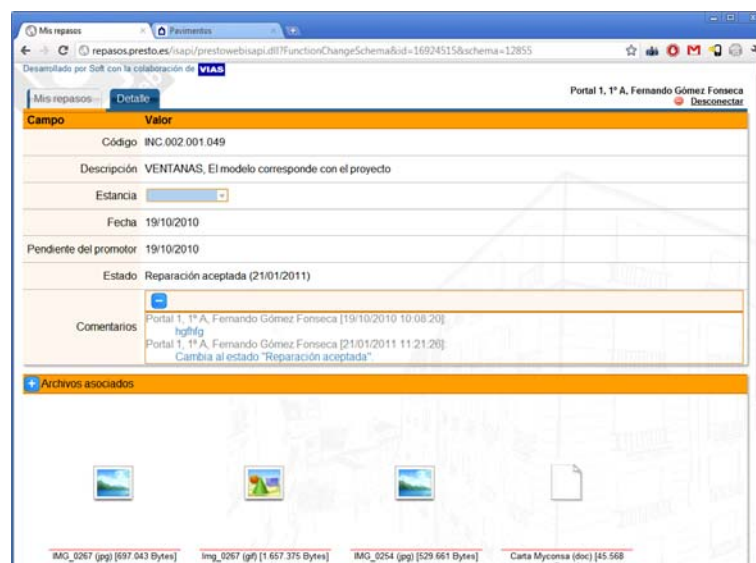 Mis repasos
Pavimentos
repasos.presto.es/isapi/prestowebisapi.dll?FunctionChangeSchema&id=16924515&schema=12855
Desarrollado por Soft con la colaboración de VIAS
Mis repasos
Detalle
Portal 1, 1º A, Fernando Gómez Fonseca
Desconectar
Campo Valor
Código INC.002.001.049
Descripción VENTANAS, El modelo corresponde con el proyecto
Estancia
Fecha 19/10/2010
Pendiente del promotor 19/10/2010
Estado Reparación aceptada (21/01/2011)
Comentarios
Portal 1, 1º A, Fernando Gómez Fonseca [19/10/2010 10:08:20]:
hgfhfg
Portal 1, 1º A, Fernando Gómez Fonseca [21/01/2011 11:21:26]:
Cambia al estado "Reparación aceptada".
Archivos asociados
IMG_0267 (jpg) [697.043 Bytes]
Img_0267 (gif) [1.657.375 Bytes]
IMG_0254 (jpg) [529.661 Bytes]
Carta Myconsa (doc) [45.568